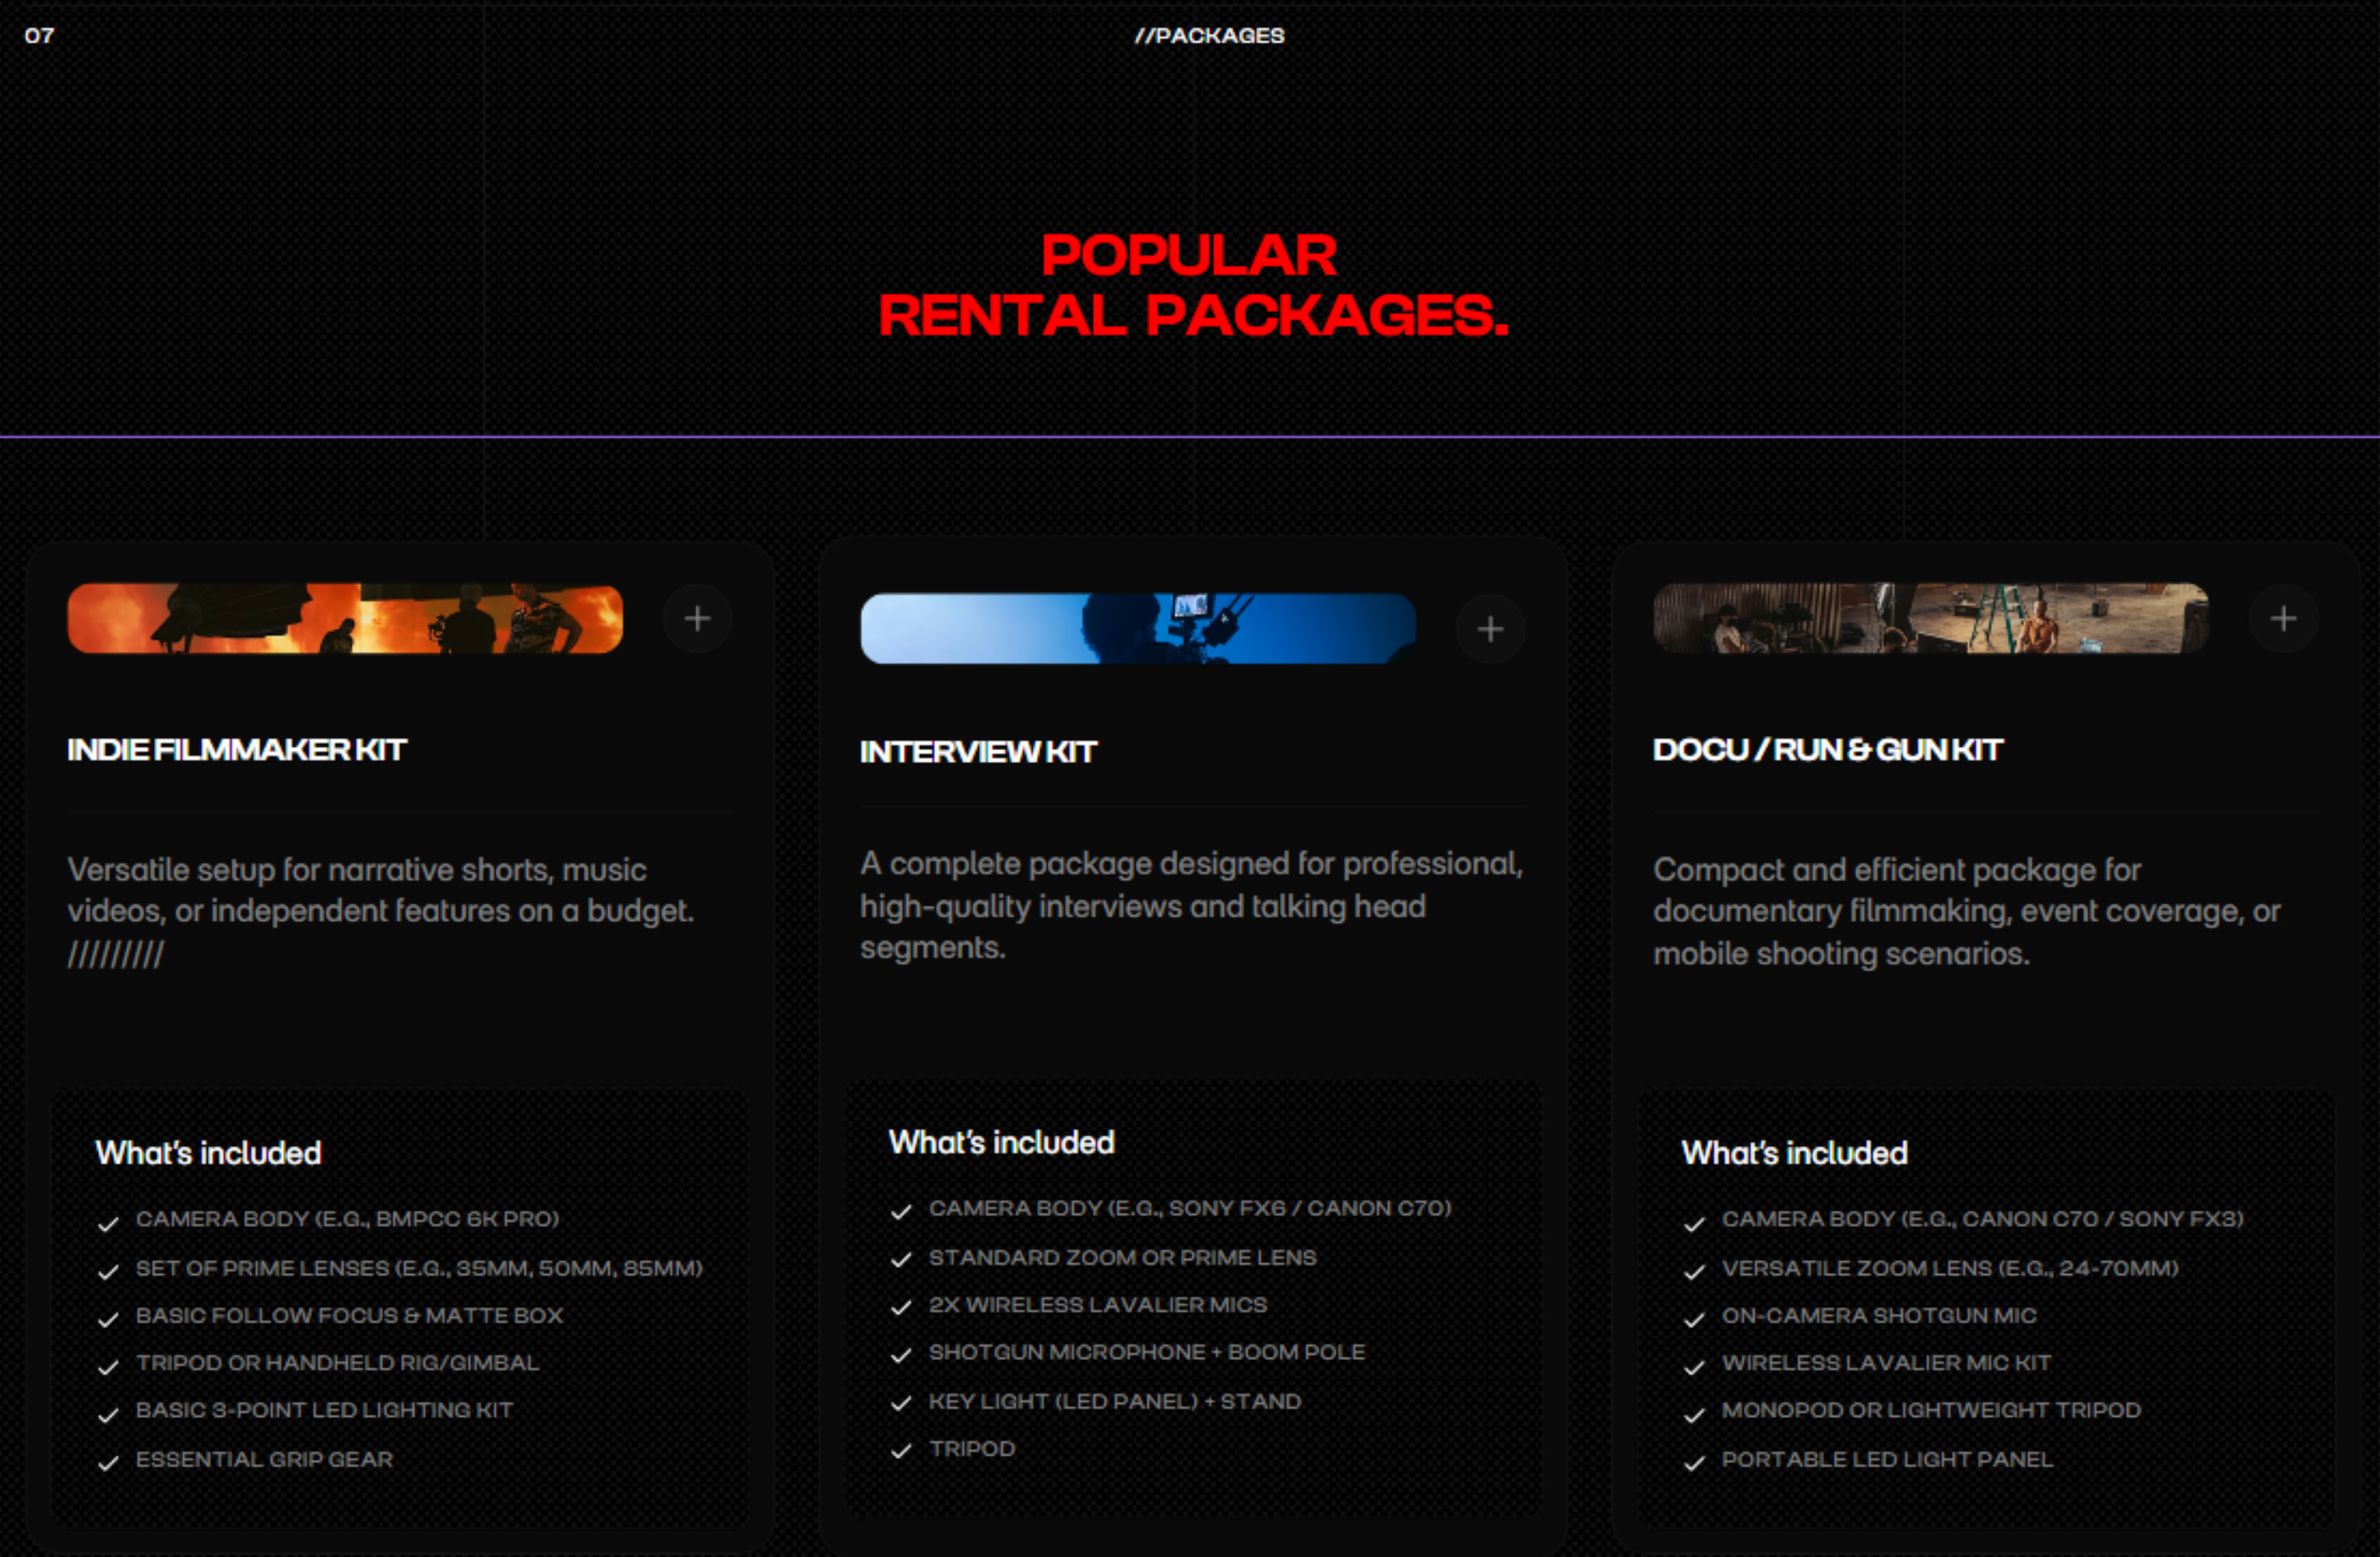 07
//PACKAGES
POPULAR
RENTAL PACKAGES.
INDIE FILMMAKER KIT
Versatile setup for narrative shorts, music
videos, or independent features on a budget.
/////////
What's included
CAMERA BODY (E.G., BMPCC 6K PRO)
SET OF PRIME LENSES (E.G., 35MM, 50MM, 85MM)
BASIC FOLLOW FOCUS & MATTE BOX
TRIPOD OR HANDHELD RIG/GIMBAL
BASIC 3-POINT LED LIGHTING KIT
ESSENTIAL GRIP GEAR
INTERVIEW KIT
A complete package designed for professional,
high-quality interviews and talking head
segments.
What's included
CAMERA BODY (E.G., SONY FX6 / CANON C70)
STANDARD ZOOM OR PRIME LENS
2X WIRELESS LAVALIER MICS
SHOTGUN MICROPHONE + BOOM POLE
KEY LIGHT (LED PANEL) + STAND
TRIPOD
DOCU / RUN & GUN KIT
Compact and efficient package for
documentary filmmaking, event coverage, or
mobile shooting scenarios.
What's included
CAMERA BODY (E.G., CANON C70 / SONY FX3)
VERSATILE ZOOM LENS (E.G., 24-70MM)
ON-CAMERA SHOTGUN MIC
WIRELESS LAVALIER MIC KIT
MONOPOD OR LIGHTWEIGHT TRIPOD
PORTABLE LED LIGHT PANEL